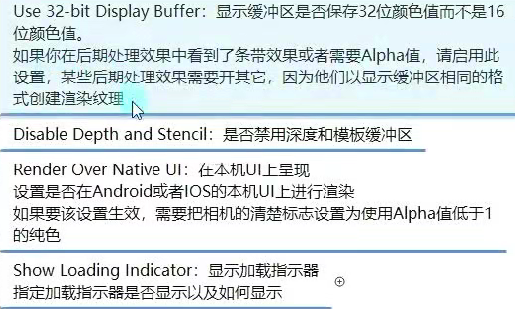 Use 32-bit Display Buffer：显示缓冲区是否保存32位颜色值而不是16
位颜色值。
如果你在后期处理效果中看到了条带效果或者需要Alpha值，请启用此
设置，某些后期处理效果需要开其它，因为他们以显示缓冲区相同的格
式创建渲染纹理
Disable Depth and Stencil：是否禁用深度和模板缓冲区
Render Over Native UI：在本机UI上呈现
设置是否在Android或者IOS的本机UI上进行渲染
如果要该设置生效，需要把相机的清楚标志设置为使用Alpha值低于1
的纯色
Show Loading Indicator：显示加载指示器
指定加载指示器是否显示以及如何显示